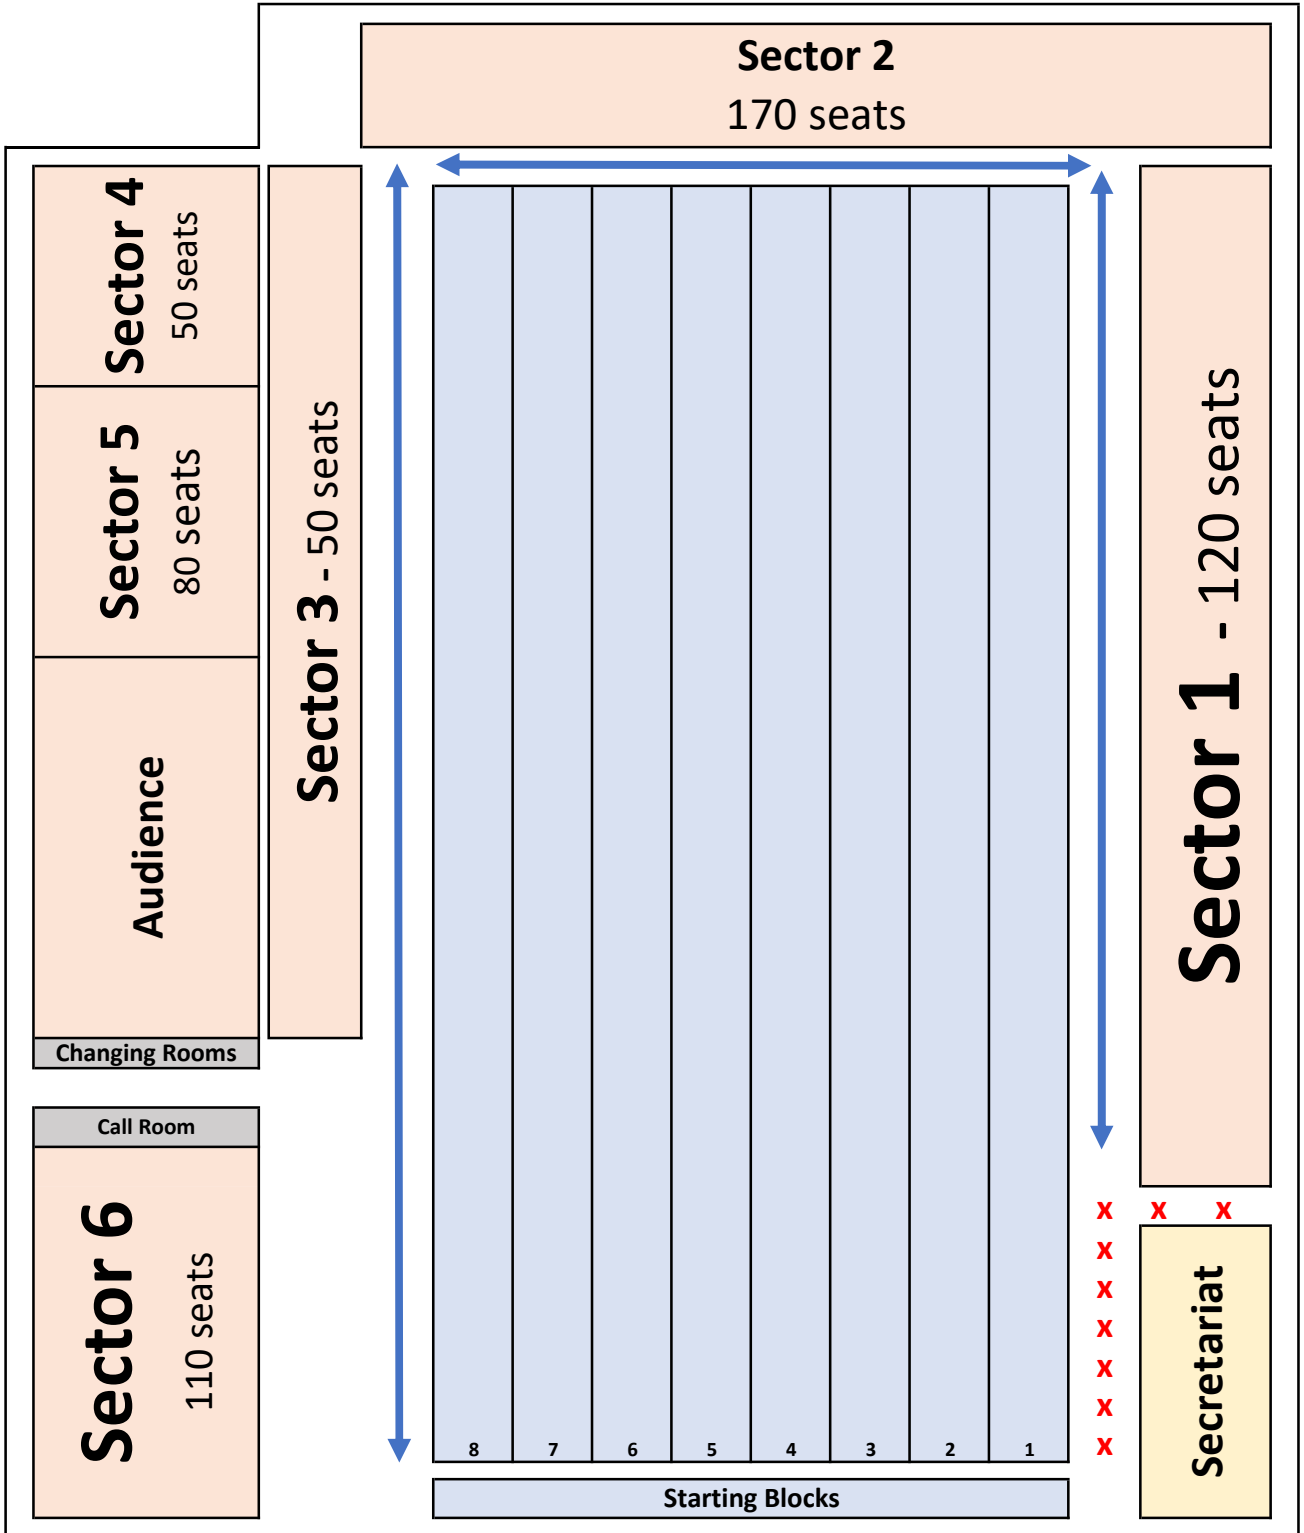 Sector 2
170 seats
Sector 4
50 seats
Sector 5
80 seats
Audience
Changing Rooms
Call Room
Sector 6
110 seats
Sector 3 - 50 seats
8 7 6 5 4 3 2 1
Starting Blocks
Sector 1 - 120 seats
x x x
x
x
x
x
x
x
Secretariat